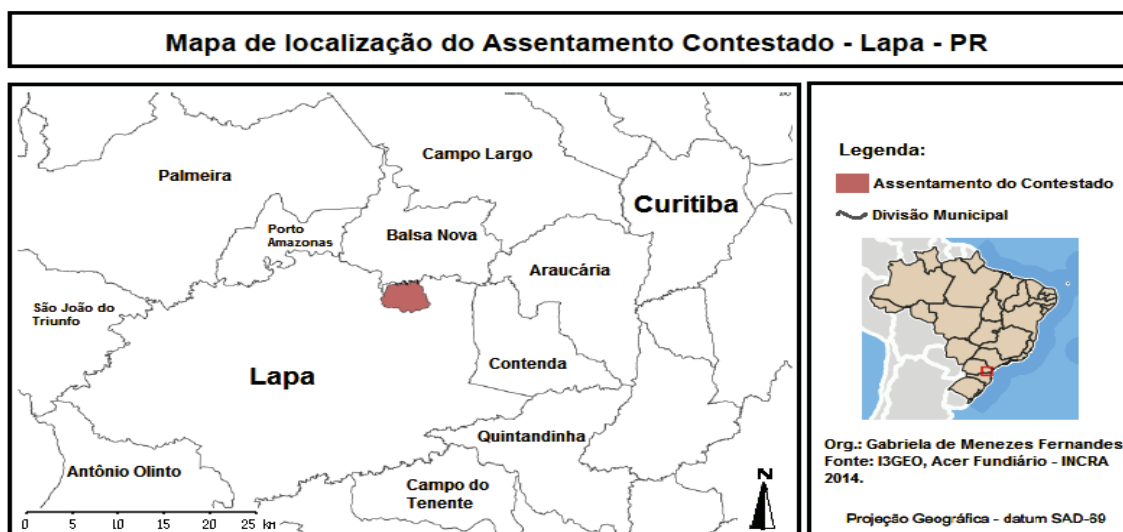 Mapa de localização do Assentamento Contestado - Lapa - PR
Campo Largo
Palmeira
Curitiba
Porto
Amazonas
Balsa Nova
Araucária
São João do
Triunfo
Contenda
Lapa
Quintandinha
Antônio Olinto
Campo do
Tenente
N
0 5 10 15 20 25 km
Legenda:
Assentamento do Contestado
Divisão Municipal
Org.: Gabriela de Menezes Fernandes
Fonte: I3GEO, Acer Fundiário - INCRA
2014.
Projeção Geográfica - datum SAD-69